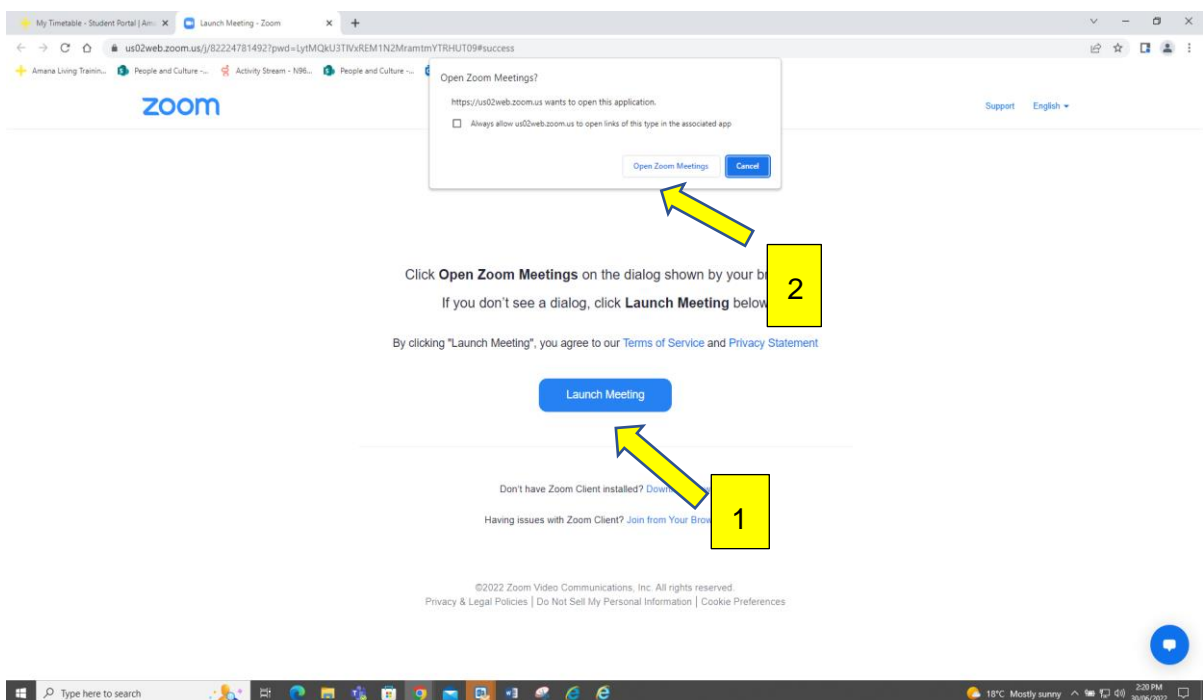 My Timetable - Student Portal | Am
Launch Meeting - Zoom
us02web.zoom.us/j/82224781492?pwd=LytMQkU3TlVxREM1N2MramtmYTRHUT09#success
Amana Living Trainin...
People and Culture -...
Activity Stream - N96...
People and Culture -...
Open Zoom Meetings?
https://us02web.zoom.us wants to open this application.
Always allow us02web.zoom.us to open links of this type in the associated app
Open Zoom Meetings
Cancel
zoom
Support
English
Click Open Zoom Meetings on the dialog shown by your br
If you don't see a dialog, click Launch Meeting below
2
By clicking "Launch Meeting", you agree to our Terms of Service and Privacy Statement
Launch Meeting
Don't have Zoom Client installed?
Having issues with Zoom Client? Join from Your Brow
1
©2022 Zoom Video Communications, Inc. All rights reserved.
Privacy & Legal Policies | Do Not Sell My Personal Information | Cookie Preferences
Type here to search
18°C Mostly sunny
2:20 PM
30/06/2022